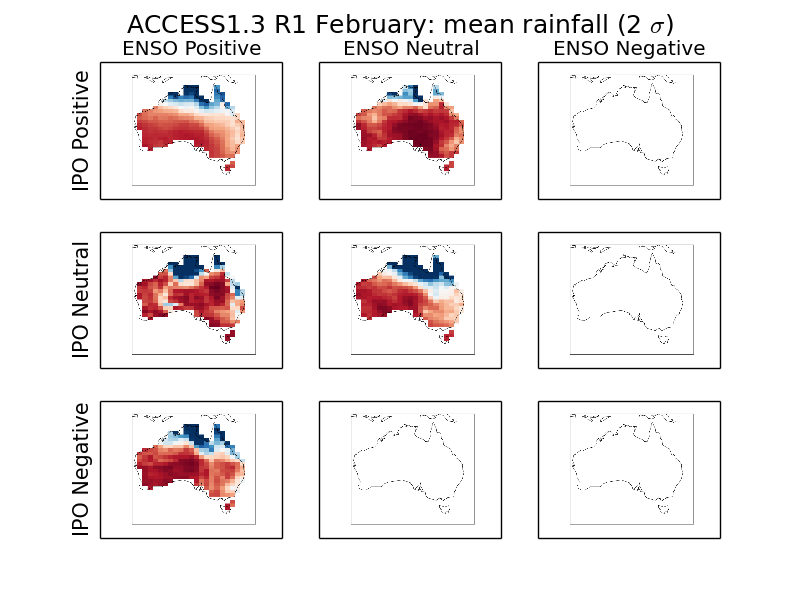 ACCESS1.3 R1 February: mean rainfall (2 σ)
ENSO Positive
ENSO Neutral
ENSO Negative
IPO Positive
IPO Neutral
IPO Negative